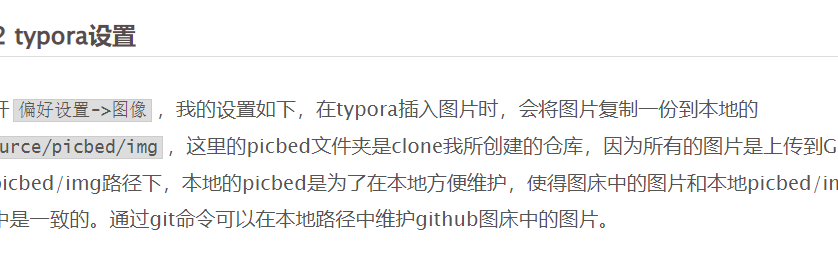 2 typora设置
开 偏好设置->图像 ，我的设置如下，在typora插入图片时，会将图片复制一份到本地的
urce/picbed/img ，这里的picbed文件夹是clone我所创建的仓库，因为所有的图片是上传到G
picbed/img路径下，本地的picbed是为了在本地方便维护，使得图床中的图片和本地picbed/im
中是一致的。通过git命令可以在本地路径中维护github图床中的图片。